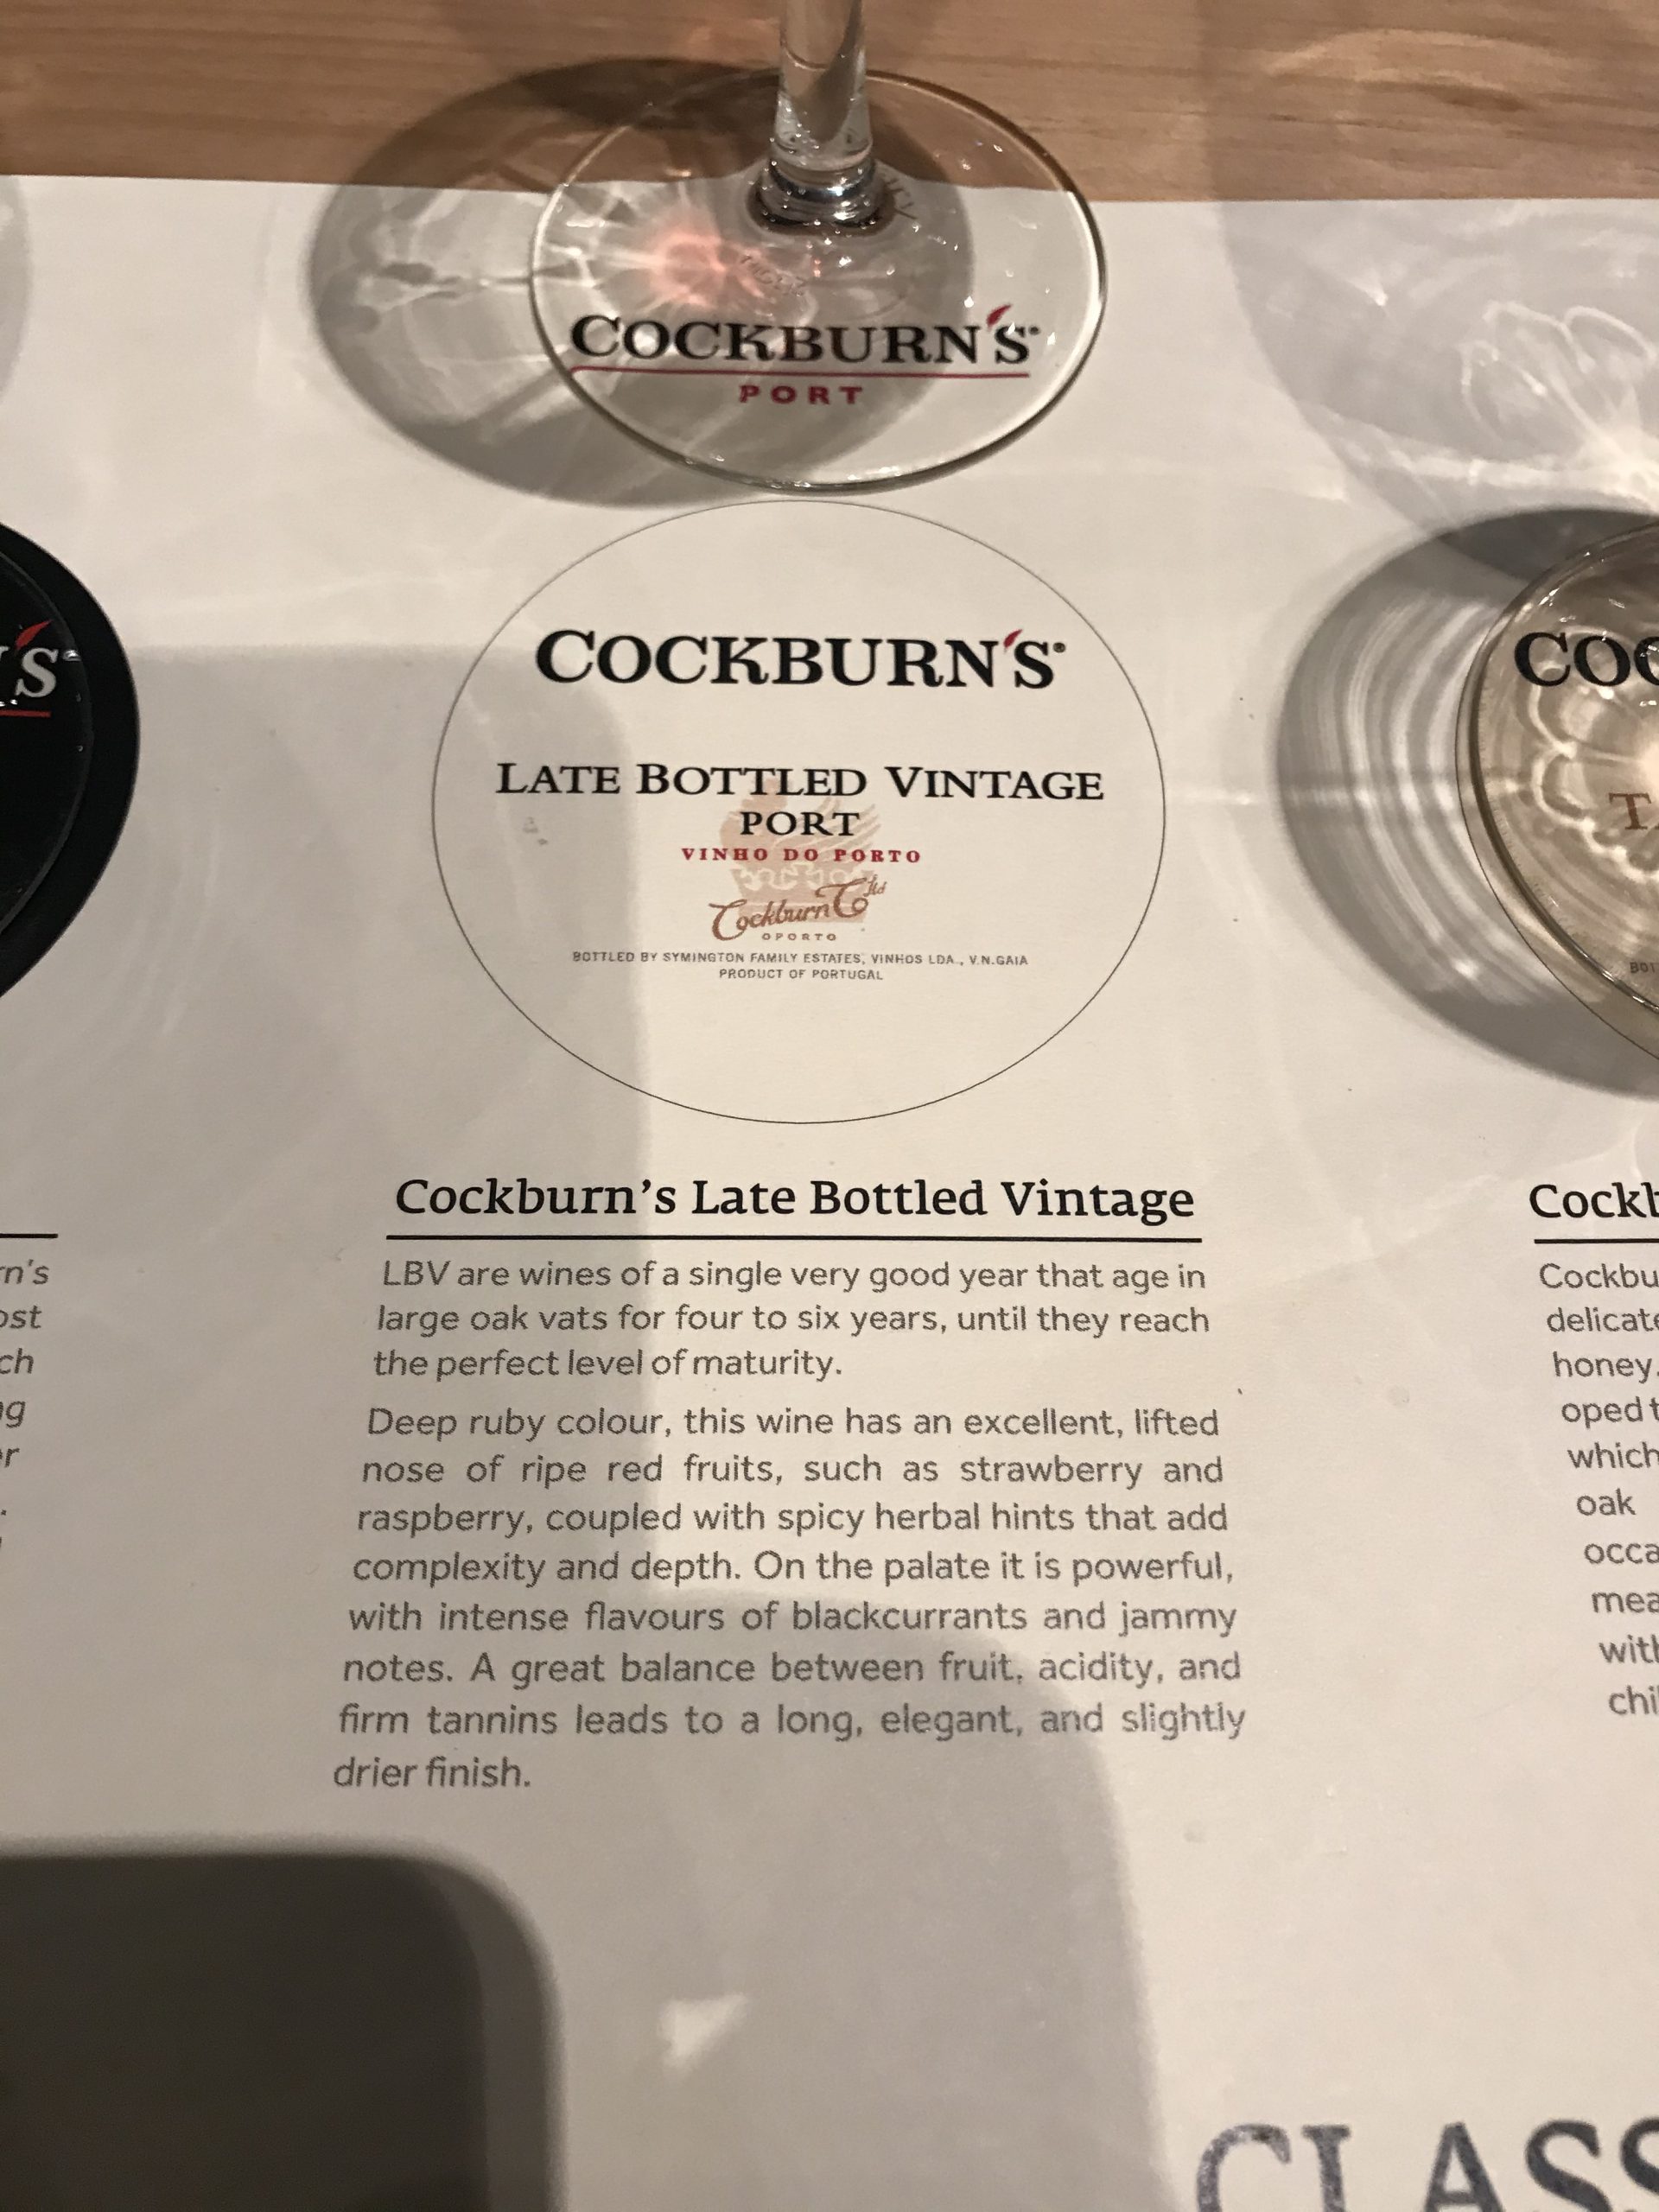 COCKBURN'S
PORT
COCKBURN'S
LATE BOTTLED VINTAGE
PORT
VINHO DO PORTO
Cockburn Co Ltd
OPORTO
BOTTLED BY SYMINGTON FAMILY ESTATES, VINHOS LDA., V.N.GAIA
PRODUCT OF PORTUGAL
Cockburn's Late Bottled Vintage
LBV are wines of a single very good year that age in
large oak vats for four to six years, until they reach
the perfect level of maturity.
Deep ruby colour, this wine has an excellent, lifted
nose of ripe red fruits, such as strawberry and
raspberry, coupled with spicy herbal hints that add
complexity and depth. On the palate it is powerful,
with intense flavours of blackcurrants and jammy
notes. A great balance between fruit, acidity, and
firm tannins leads to a long, elegant, and slightly
drier finish.
honey.
which
oak